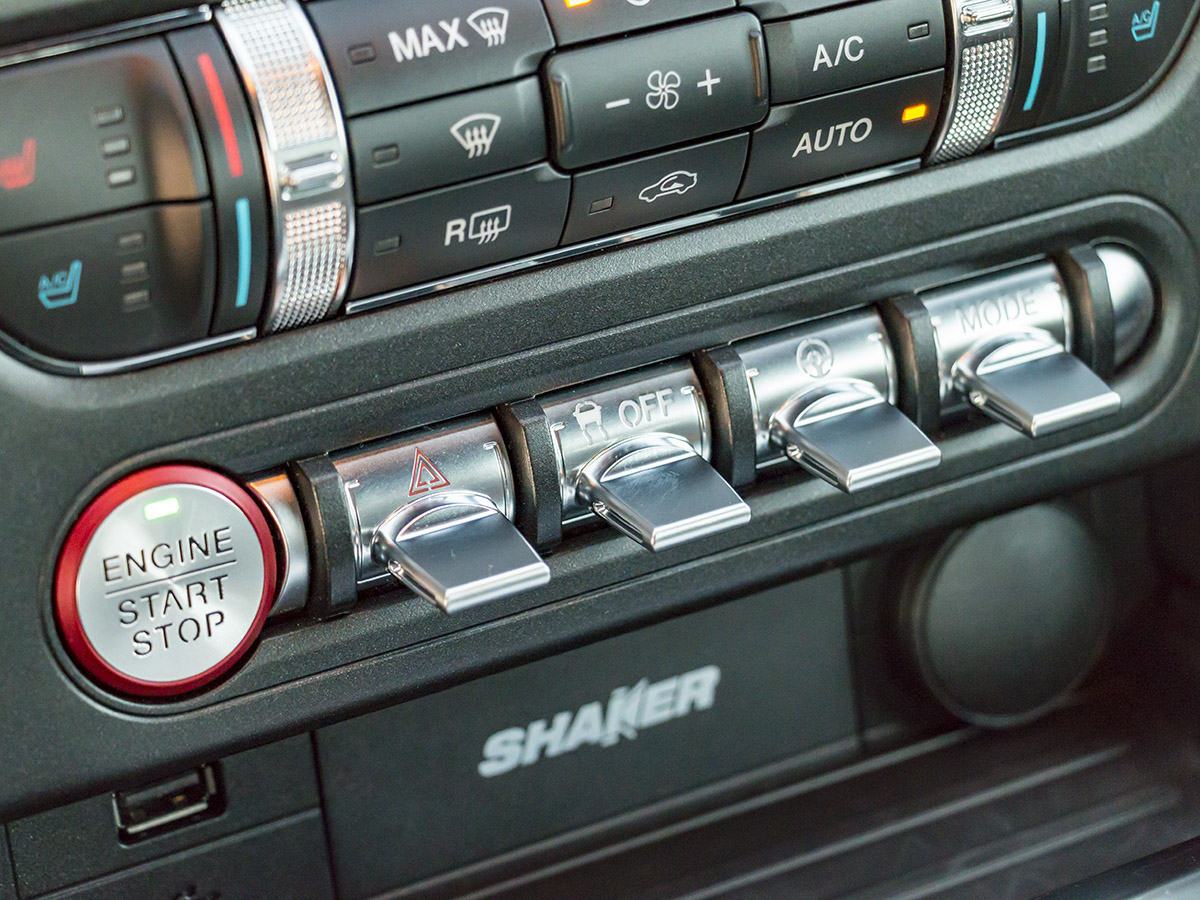 MAX
A/C
A/C
AUTO
R
A/C
MODE
OFF
ENGINE
START
STOP
SHAKER